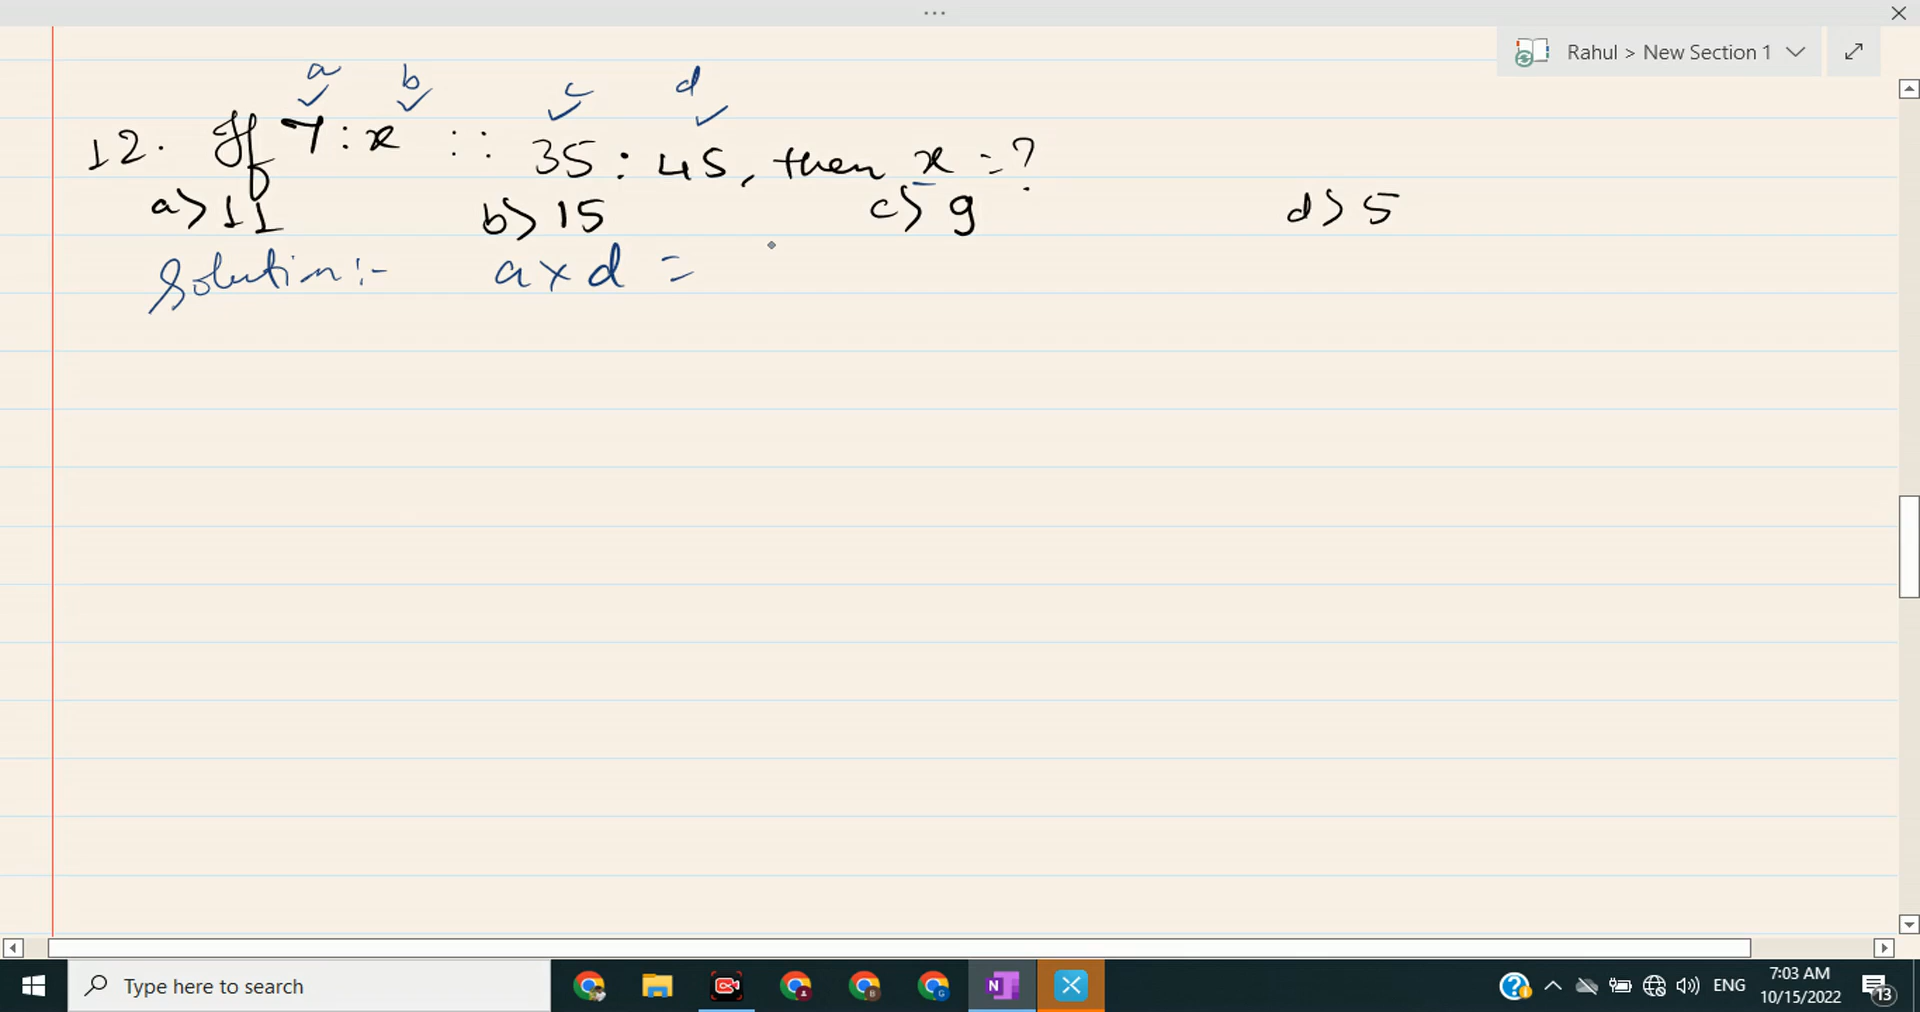 ...
Rahul > New Section 1
a b c d
12. If 7 : x :: 35 : 45, then x = ?
a> 11 b> 15 c> 9 d> 5
Solution :- a x d =
Type here to search
ENG
7:03 AM
10/15/2022
13